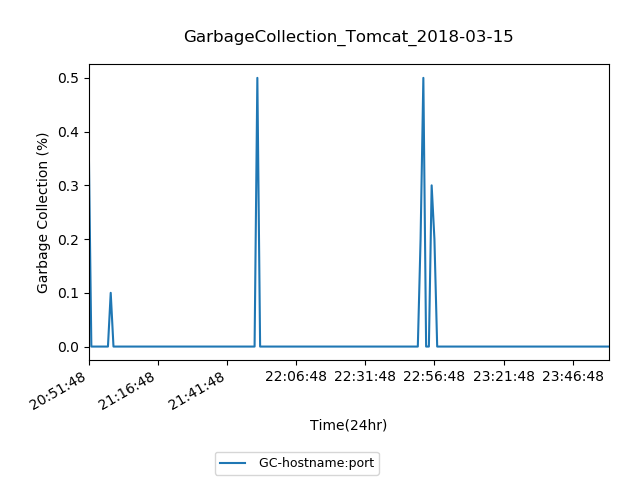 GarbageCollection_Tomcat_2018-03-15
Garbage Collection (%)
0.5
0.4
0.3
0.2
0.1
0.0
20:51:48 21:16:48 21:41:48 22:06:48 22:31:48 22:56:48 23:21:48 23:46:48
Time(24hr)
GC-hostname:port